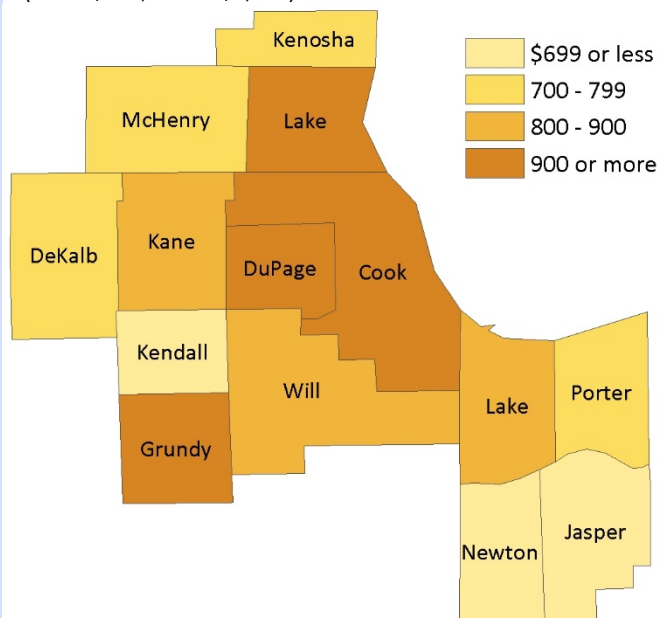 Kenosha
$699 or less
700 - 799
800 - 900
900 or more
McHenry
Lake
DeKalb
Kane
DuPage
Cook
Kendall
Will
Grundy
Lake
Porter
Newton
Jasper